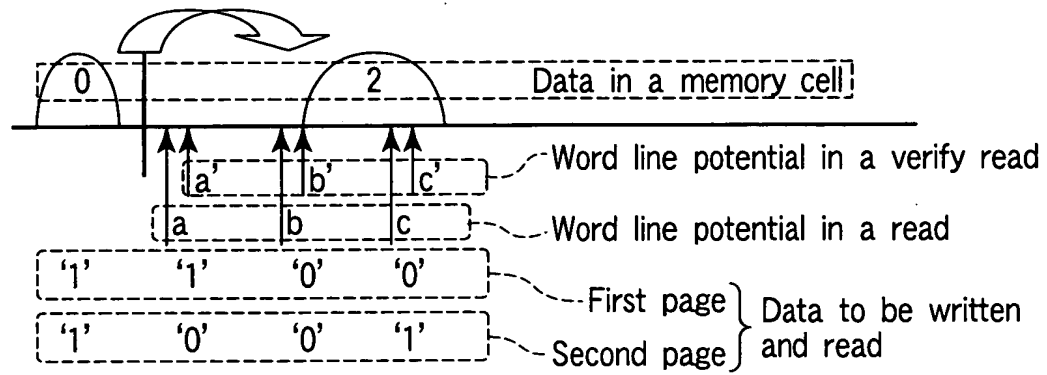 0 2 Data in a memory cell
a' b' c' Word line potential in a verify read
a b c Word line potential in a read
'1' '1' '0' '0' First page
'1' '0' '0' '1' Second page
Data to be written
and read